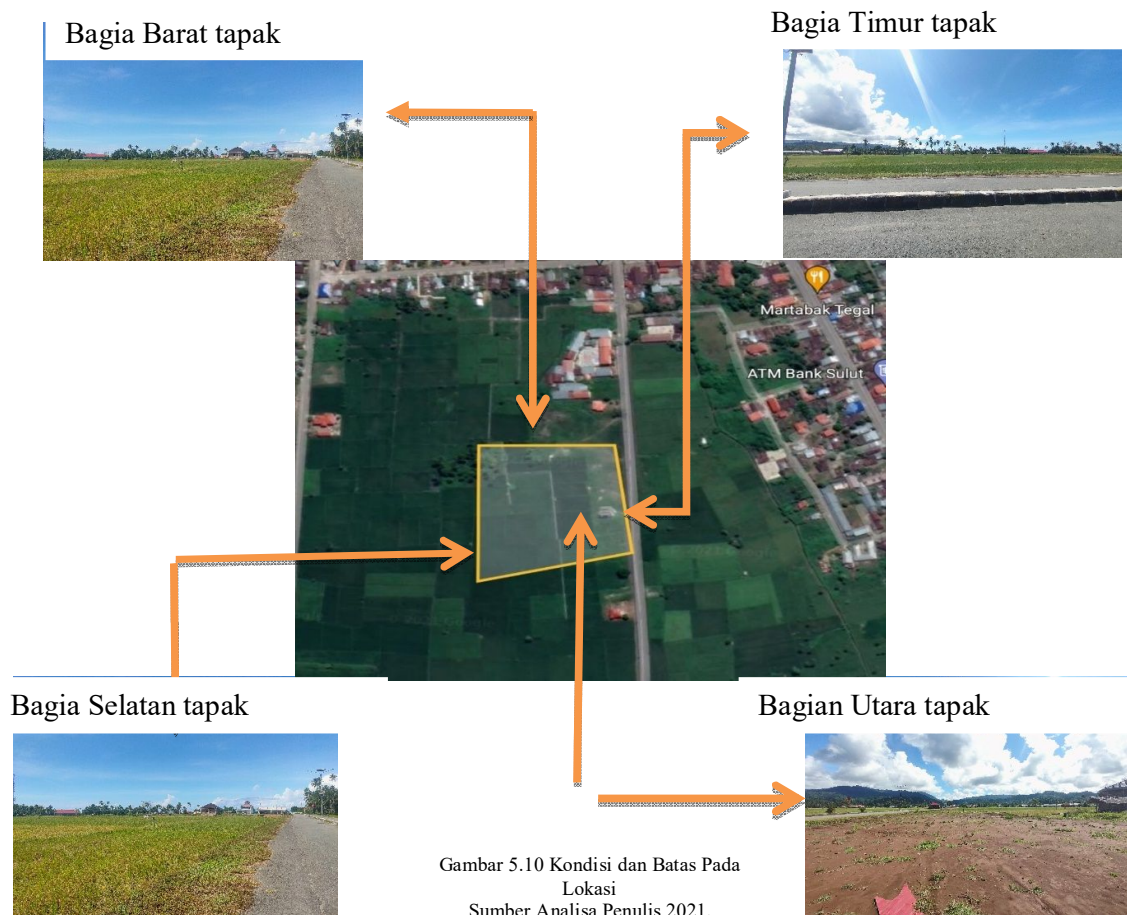 Bagia Barat tapak
Bagia Timur tapak
Martabak Tegal
ATM Bank Sulut
Bagia Selatan tapak
Bagian Utara tapak
Gambar 5.10 Kondisi dan Batas Pada
Lokasi
Sumber Analisa Penulis 2021